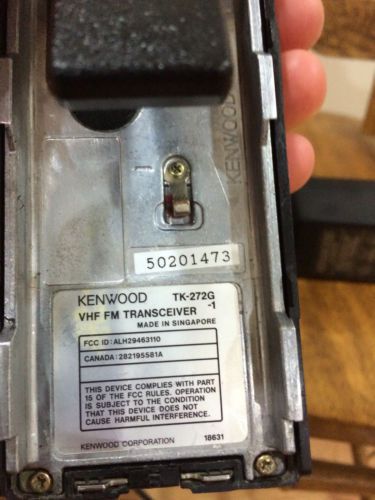 KENWOOD
50201473
KENWOOD TK-272G
-1
VHF FM TRANSCEIVER
MADE IN SINGAPORE
FCC ID : ALH29463110
CANADA : 282195581A
THIS DEVICE COMPLIES WITH PART
15 OF THE FCC RULES. OPERATION
IS SUBJECT TO THE CONDITION
THAT THIS DEVICE DOES NOT
CAUSE HARMFUL INTERFERENCE.
KENWOOD CORPORATION 18631